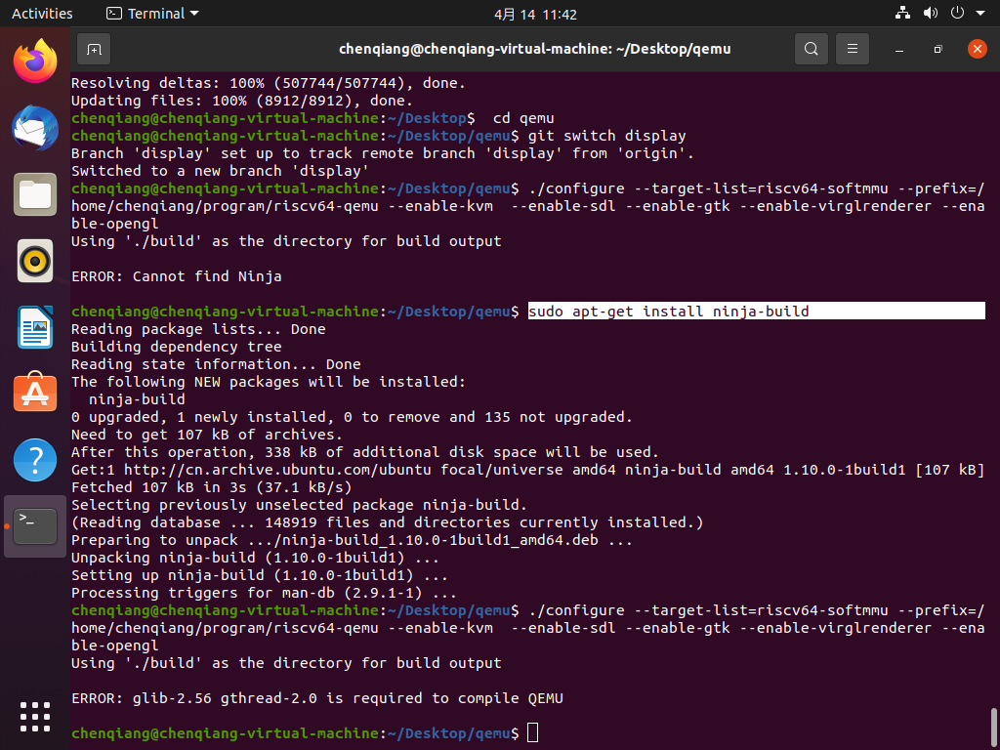 Activities Terminal 4月 14 11:42
chenqiang@chenqiang-virtual-machine: ~/Desktop/qemu
Resolving deltas: 100% (507744/507744), done.
Updating files: 100% (8912/8912), done.
chenqiang@chenqiang-virtual-machine:~/Desktop$  cd qemu
chenqiang@chenqiang-virtual-machine:~/Desktop/qemu$ git switch display
Branch 'display' set up to track remote branch 'display' from 'origin'.
Switched to a new branch 'display'
chenqiang@chenqiang-virtual-machine:~/Desktop/qemu$ ./configure --target-list=riscv64-softmmu --prefix=/
home/chenqiang/program/riscv64-qemu --enable-kvm  --enable-sdl --enable-gtk --enable-virglrenderer --ena
ble-opengl
Using './build' as the directory for build output
ERROR: Cannot find Ninja
chenqiang@chenqiang-virtual-machine:~/Desktop/qemu$ sudo apt-get install ninja-build
Reading package lists... Done
Building dependency tree
Reading state information... Done
The following NEW packages will be installed:
  ninja-build
0 upgraded, 1 newly installed, 0 to remove and 135 not upgraded.
Need to get 107 kB of archives.
After this operation, 338 kB of additional disk space will be used.
Get:1 http://cn.archive.ubuntu.com/ubuntu focal/universe amd64 ninja-build amd64 1.10.0-1build1 [107 kB]
Fetched 107 kB in 3s (37.1 kB/s)
Selecting previously unselected package ninja-build.
(Reading database ... 148919 files and directories currently installed.)
Preparing to unpack .../ninja-build_1.10.0-1build1_amd64.deb ...
Unpacking ninja-build (1.10.0-1build1) ...
Setting up ninja-build (1.10.0-1build1) ...
Processing triggers for man-db (2.9.1-1) ...
chenqiang@chenqiang-virtual-machine:~/Desktop/qemu$ ./configure --target-list=riscv64-softmmu --prefix=/
home/chenqiang/program/riscv64-qemu --enable-kvm  --enable-sdl --enable-gtk --enable-virglrenderer --ena
ble-opengl
Using './build' as the directory for build output
ERROR: glib-2.56 gthread-2.0 is required to compile QEMU
chenqiang@chenqiang-virtual-machine:~/Desktop/qemu$